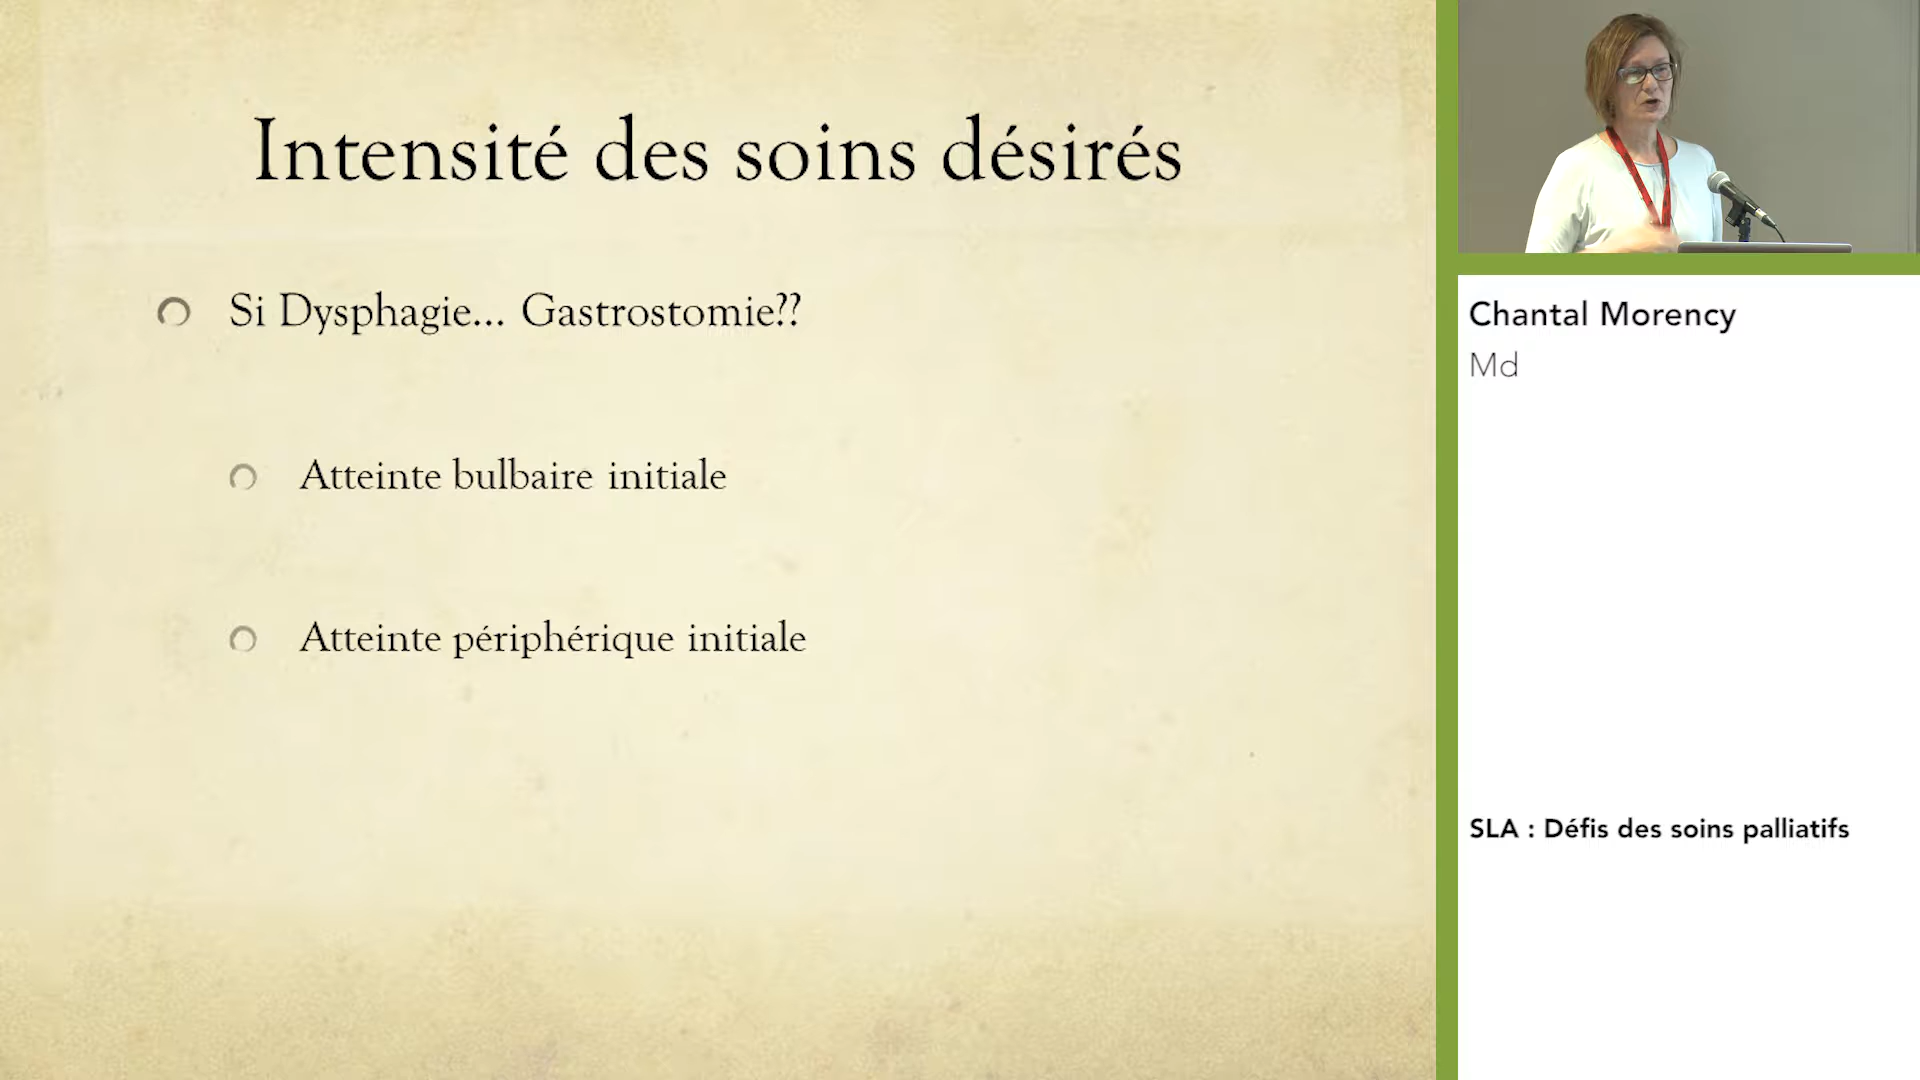 Intensité des soins désirés
Si Dysphagie... Gastrostomie??
Atteinte bulbaire initiale
Atteinte périphérique initiale
Chantal Morency
Md
SLA : Défis des soins palliatifs